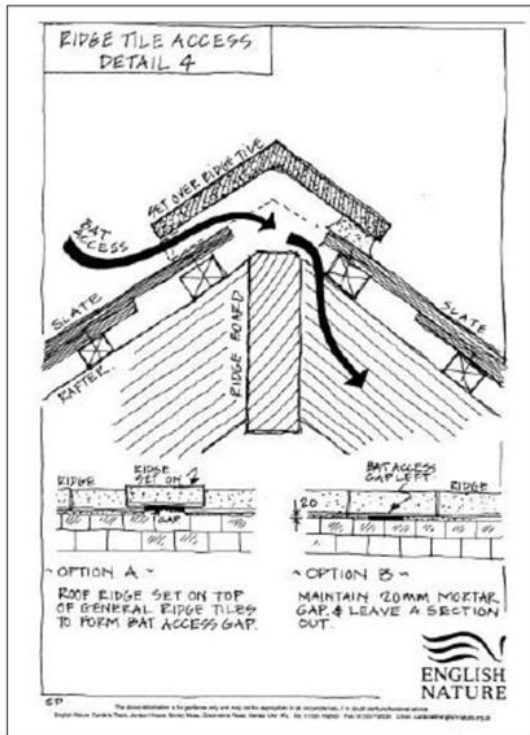 RIDGE TILE ACCESS
DETAIL 4
SET OVER RIDGE TILE
BAT
ACCESS
SLATE
RAFTER
RIDGE BOARD
SLATE
RIDGE
RIDGE
SET ON
GAP
BAT ACCESS
GAP LEFT
RIDGE
20
~ OPTION A ~
ROOF RIDGE SET ON TOP
OF GENERAL RIDGE TILES
TO FORM BAT ACCESS GAP.
~ OPTION B ~
MAINTAIN 20MM MORTAR
GAP & LEAVE A SECTION
OUT.
ENGLISH
NATURE